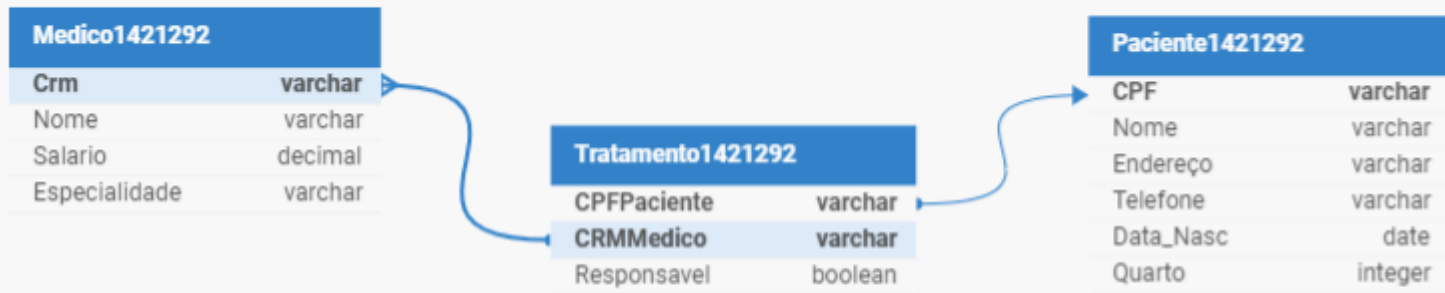 Medico1421292
Crm varchar
Nome varchar
Salario decimal
Especialidade varchar
Tratamento1421292
CPFPaciente varchar
CRMMedico varchar
Responsavel boolean
Paciente1421292
CPF varchar
Nome varchar
Endereço varchar
Telefone varchar
Data_Nasc date
Quarto integer